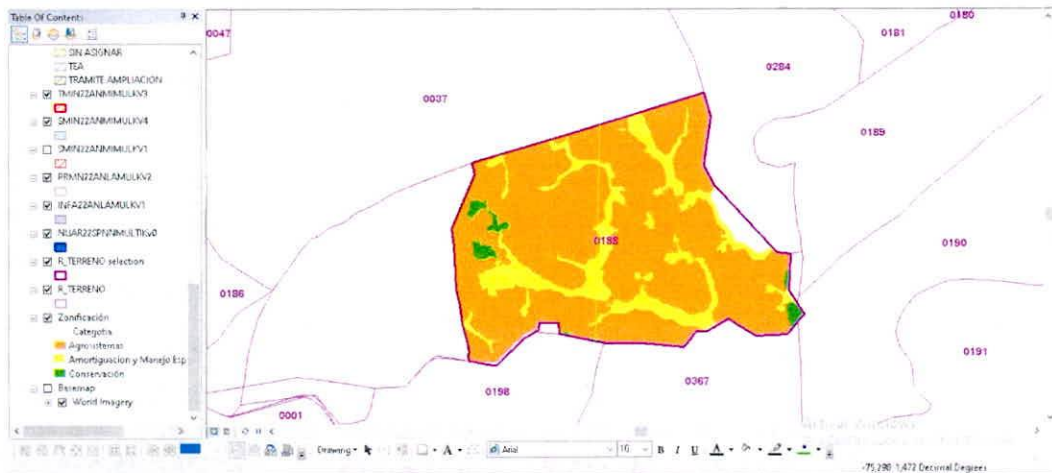 Table Of Contents
SIN ASIGNAR
TEA
TRAMITE AMPLIACION
TMIN22ANMIMULKV3
SMIN22ANMIMULKV4
SMIN22ANMIMULKV1
PRMN22ANLAMULKV2
INFA22ANLAMULKV1
NUAR22SPNNMULTIKv0
R_TERRENO selection
R_TERRENO
Zonificación
Categoria
Agrosistemas
Amortiguacion y Manejo Esp
Conservación
Basemap
World Imagery
0047
0037
0284
0181
0180
0189
0188
0190
0186
0191
0198
0367
0001
Drawing
Arial
10
B I U
A
-75,290 1,472 Decimal Degrees